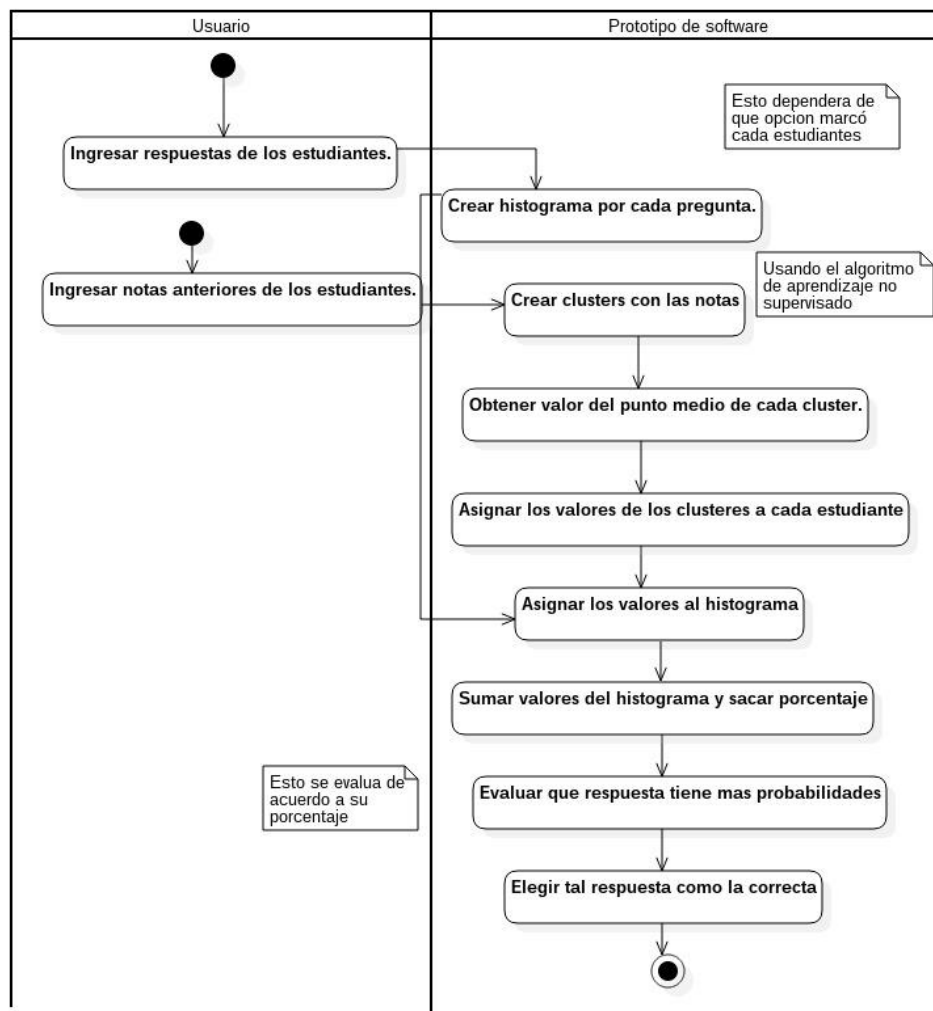 Usuario
Prototipo de software
Esto dependera de
que opcion marcó
cada estudiantes
Ingresar respuestas de los estudiantes.
Crear histograma por cada pregunta.
Ingresar notas anteriores de los estudiantes.
Usando el algoritmo
de aprendizaje no
supervisado
Crear clusters con las notas
Obtener valor del punto medio de cada cluster.
Asignar los valores de los clusteres a cada estudiante
Asignar los valores al histograma
Sumar valores del histograma y sacar porcentaje
Esto se evalua de
acuerdo a su
porcentaje
Evaluar que respuesta tiene mas probabilidades
Elegir tal respuesta como la correcta